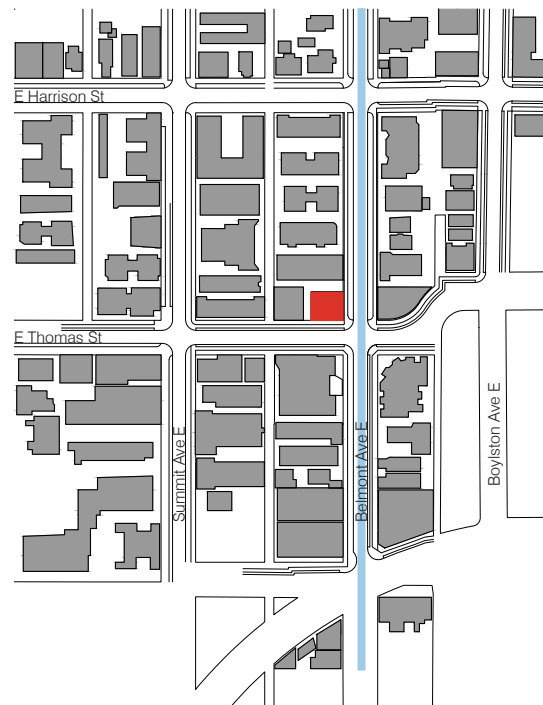 E Harrison St
E Thomas St
Summit Ave E
Belmont Ave E
Boylston Ave E